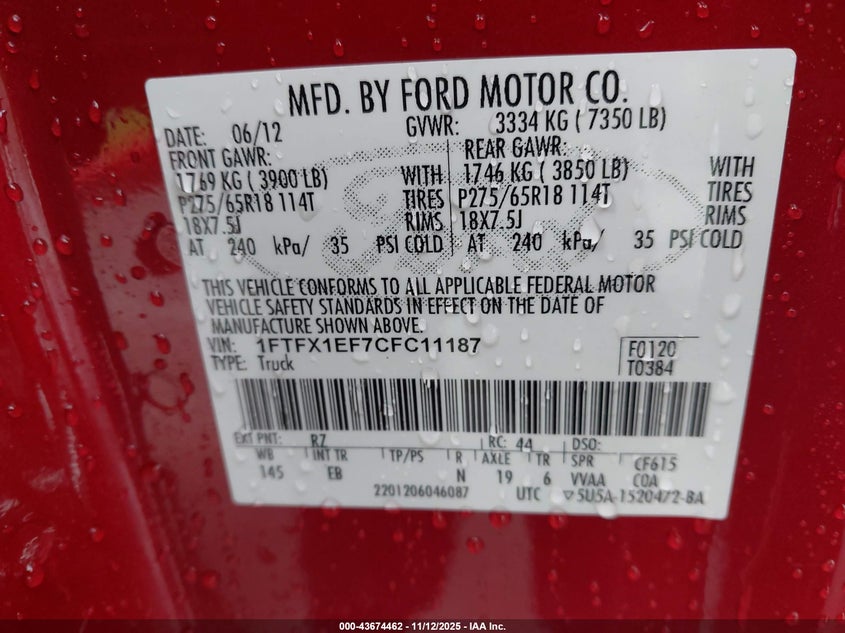 MFD. BY FORD MOTOR CO.
DATE: 06/12 GVWR: 3334 KG ( 7350 LB)
FRONT GAWR: REAR GAWR:
1769 KG ( 3900 LB) WITH 1746 KG ( 3850 LB) WITH
P275/65R18 114T TIRES P275/65R18 114T TIRES
18X7.5J RIMS 18X7.5J RIMS
AT 240 kPa/ 35 PSI COLD AT 240 kPa/ 35 PSI COLD
THIS VEHICLE CONFORMS TO ALL APPLICABLE FEDERAL MOTOR
VEHICLE SAFETY STANDARDS IN EFFECT ON THE DATE OF
MANUFACTURE SHOWN ABOVE.
VIN: 1FTFX1EF7CFC11187 F0120
TYPE: Truck T0384
EXT PNT: RZ RC: 44 DSO:
WB INT TR TP/PS R AXLE TR SPR CF615
145 EB N 19 6 VVAA COA
2201206046087 UTC ▽5U5A-1520472-BA
000-43674462 - 11/12/2025 - IAA Inc.